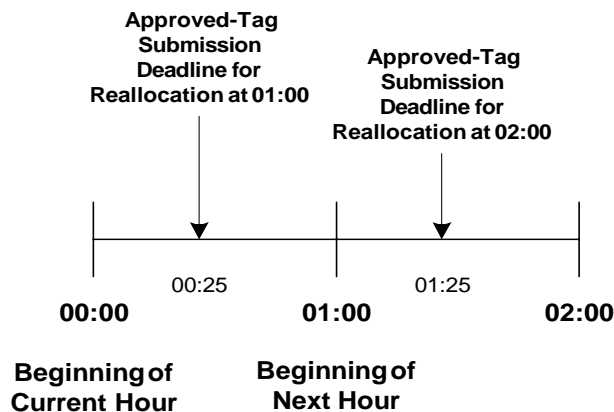 Approved-Tag
Submission
Deadline for
Reallocation at 01:00
Approved-Tag
Submission
Deadline for
Reallocation at 02:00
00:25
01:25
00:00
01:00
02:00
Beginning of
Current Hour
Beginning of
Next Hour